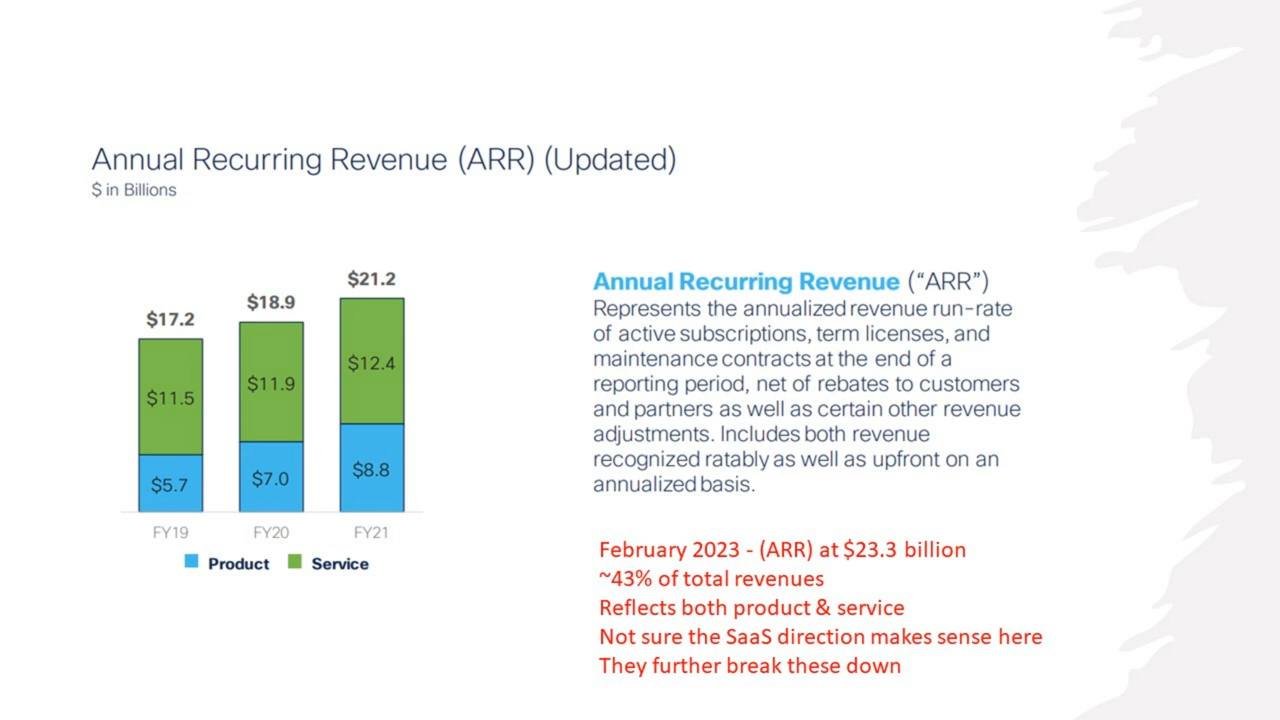 Annual Recurring Revenue (ARR) (Updated)
$ in Billions
$17.2
$18.9
$21.2
$11.5
$11.9
$12.4
$5.7
$7.0
$8.8
FY19
FY20
FY21
Product
Service
Annual Recurring Revenue (“ARR”)
Represents the annualized revenue run-rate
of active subscriptions, term licenses, and
maintenance contracts at the end of a
reporting period, net of rebates to customers
and partners as well as certain other revenue
adjustments. Includes both revenue
recognized ratably as well as upfront on an
annualized basis.
February 2023 - (ARR) at $23.3 billion
~43% of total revenues
Reflects both product & service
Not sure the SaaS direction makes sense here
They further break these down